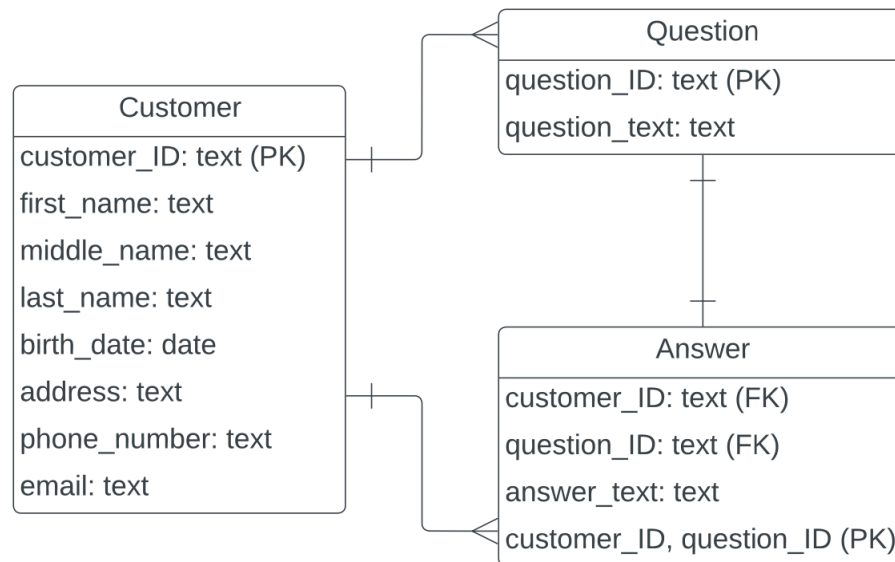 Customer
customer_ID: text (PK)
first_name: text
middle_name: text
last_name: text
birth_date: date
address: text
phone_number: text
email: text
Question
question_ID: text (PK)
question_text: text
Answer
customer_ID: text (FK)
question_ID: text (FK)
answer_text: text
customer_ID, question_ID (PK)